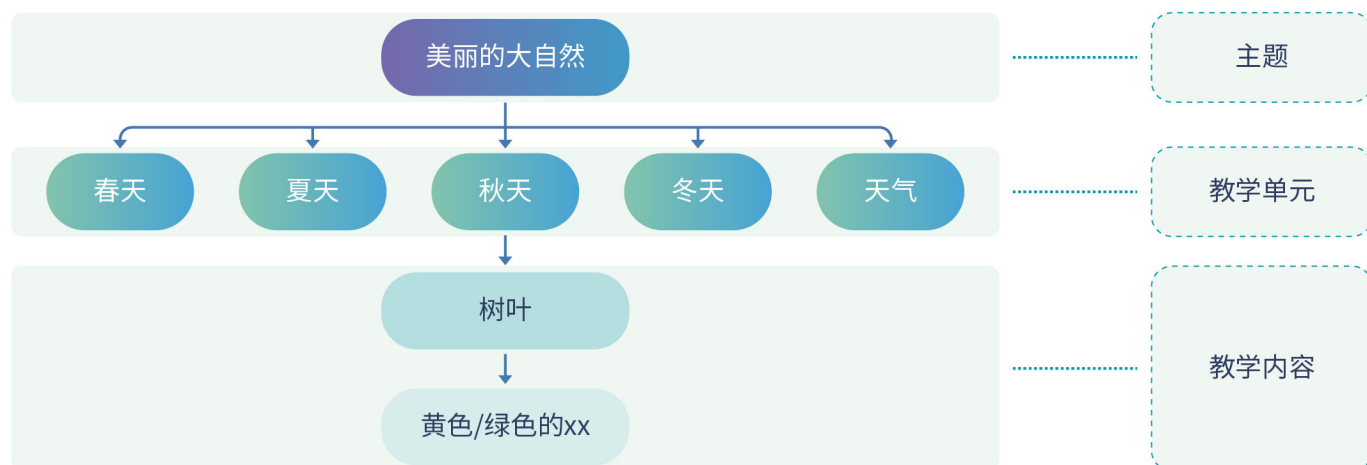 美丽的大自然
主题
春天
夏天
秋天
冬天
天气
教学单元
树叶
黄色/绿色的xx
教学内容